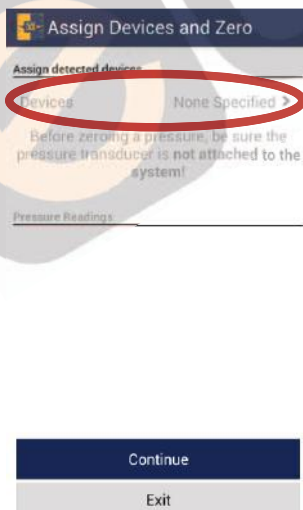 Assign Devices and Zero
Assign detected devices
Devices None Specified >
Before zeroing a pressure, be sure the
pressure transducer is not attached to the
system!
Pressure Readings
Continue
Exit